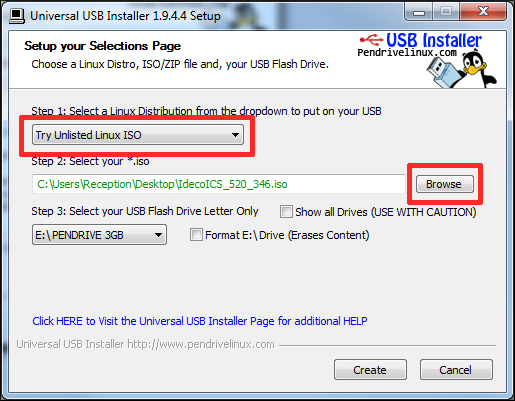 Universal USB Installer 1.9.4.4 Setup
Setup your Selections Page
Choose a Linux Distro, ISO/ZIP file and, your USB Flash Drive.
USB Installer
Pendrivelinux.com
Step 1: Select a Linux Distribution from the dropdown to put on your USB
Try Unlisted Linux ISO
Step 2: Select your *.iso
C:\Users\Reception\Desktop\IdecoICS_520_346.iso
Browse
Step 3: Select your USB Flash Drive Letter Only
Show all Drives (USE WITH CAUTION)
E:\PENDRIVE 3GB
Format E:\ Drive (Erases Content)
Click HERE to Visit the Universal USB Installer Page for additional HELP
Universal USB Installer http://www.pendrivelinux.com
Create
Cancel